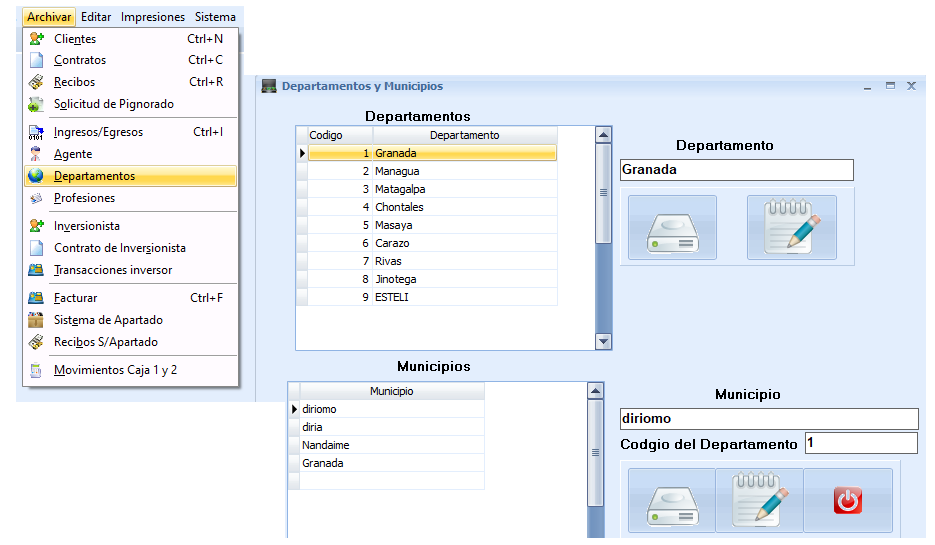 Archivar Editar Impresiones Sistema
Clientes Ctrl+N
Contratos Ctrl+C
Recibos Ctrl+R
Solicitud de Pignorado
Ingresos/Egresos Ctrl+I
Agente
Departamentos
Profesiones
Inversionista
Contrato de Inversionista
Transacciones inversor
Facturar Ctrl+F
Sistema de Apartado
Recibos S/Apartado
Movimientos Caja 1 y 2
Departamentos y Municipios
Departamentos
Codigo Departamento
1 Granada
2 Managua
3 Matagalpa
4 Chontales
5 Masaya
6 Carazo
7 Rivas
8 Jinotega
9 ESTELI
Departamento
Granada
Municipios
Municipio
diriomo
diria
Nandaime
Granada
Municipio
diriomo
Codgio del Departamento 1